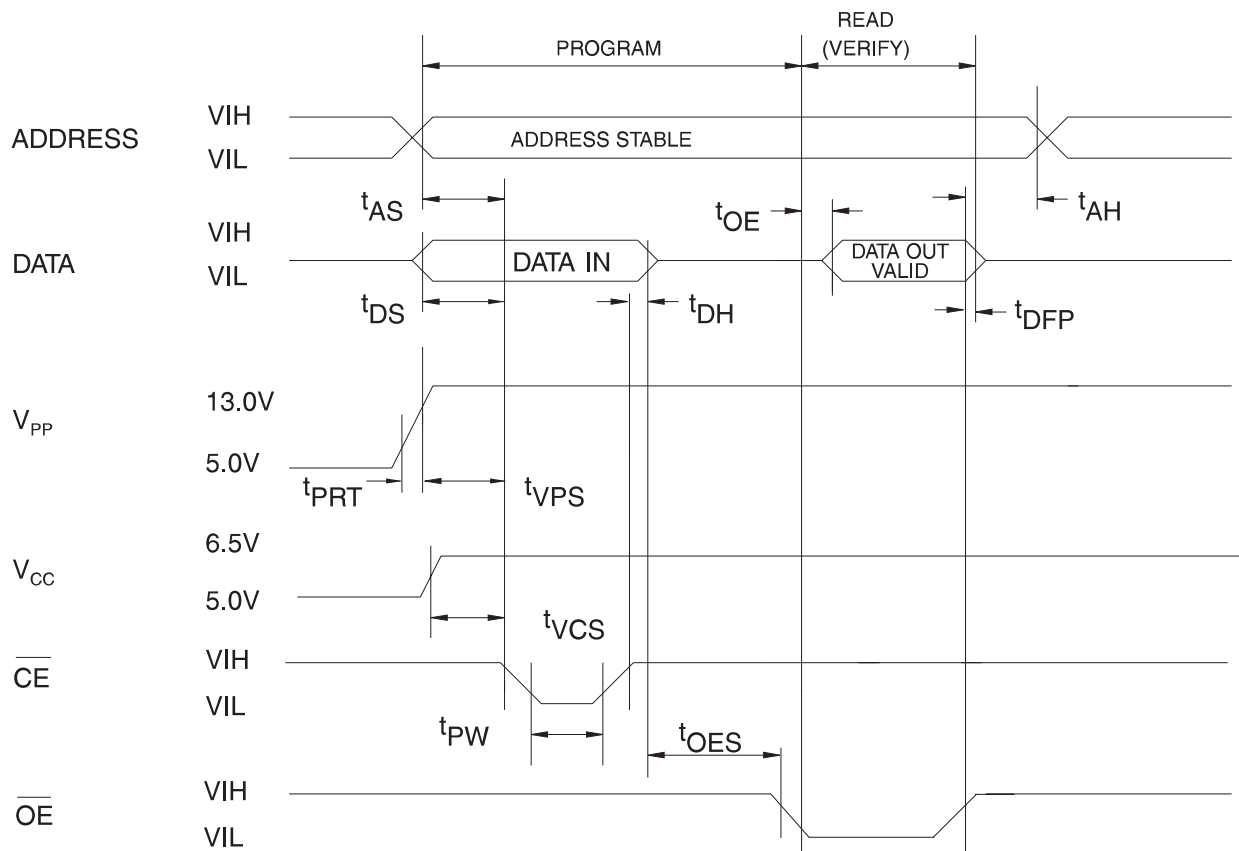 READ
PROGRAM (VERIFY)
VIH
ADDRESS ADDRESS STABLE
VIL
tAS tOE tAH
VIH
DATA DATA IN DATA OUT VALID
VIL
tDS tDH tDFP
13.0V
VPP
5.0V
tPRT tVPS
6.5V
VCC
5.0V
tVCS
VIH
CE
VIL
tPW tOES
VIH
OE
VIL